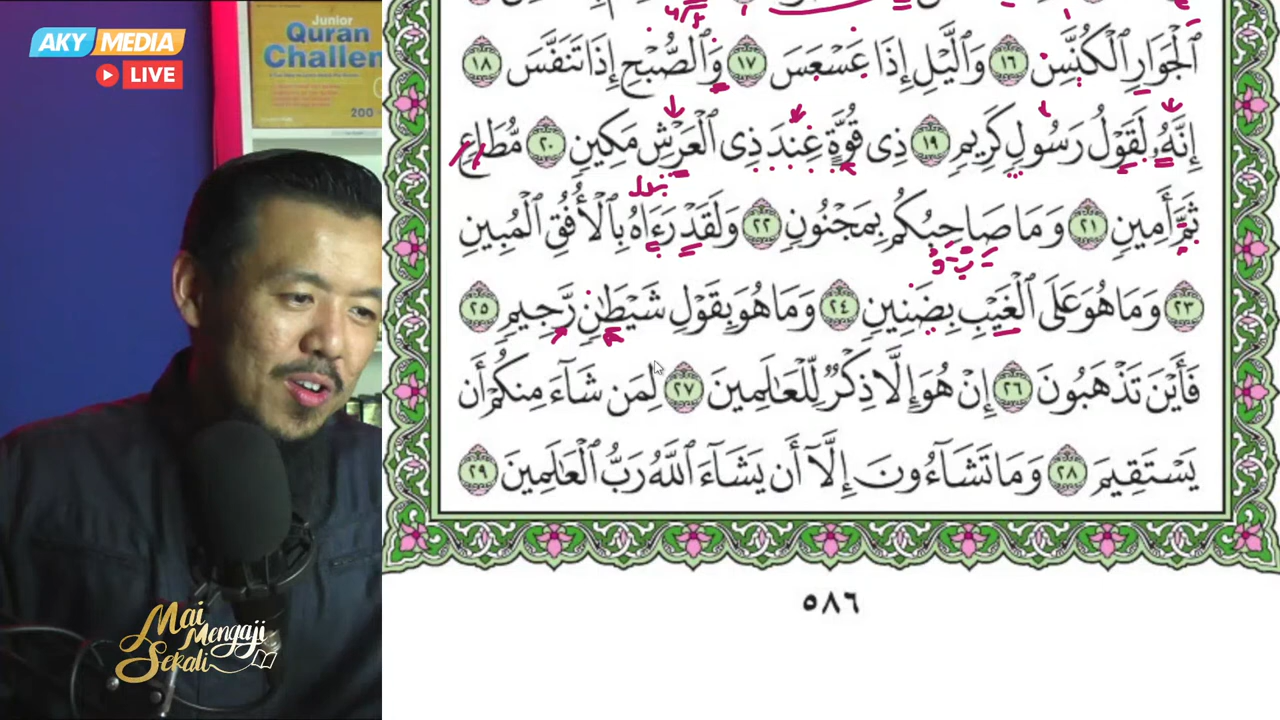 AKY MEDIA
LIVE
Junior
Quran
Challen
200
ٱلْجَوَارِ ٱلْكُنَّسِ ١٦ وَٱلَّيْلِ إِذَا عَسْعَسَ ١٧ وَٱلصُّبْحِ إِذَا تَنَفَّسَ ١٨
إِنَّهُۥ لَقَوْلُ رَسُولٍ كَرِيمٍ ١٩ ذِى قُوَّةٍ عِندَ ذِى ٱلْعَرْشِ مَكِينٍ ٢٠ مُّطَاعٍ
ثَمَّ أَمِينٍ ٢١ وَمَا صَاحِبُكُم بِمَجْنُونٍ ٢٢ وَلَقَدْ رَءَاهُ بِٱلْأُفُقِ ٱلْمُبِينِ
٢٣ وَمَا هُوَ عَلَى ٱلْغَيْبِ بِضَنِينٍ ٢٤ وَمَا هُوَ بِقَوْلِ شَيْطَٰنٍ رَّجِيمٍ ٢٥
فَأَيْنَ تَذْهَبُونَ ٢٦ إِنْ هُوَ إِلَّا ذِكْرٌ لِّلْعَٰلَمِينَ ٢٧ لِمَن شَآءَ مِنكُمْ أَن
يَسْتَقِيمَ ٢٨ وَمَا تَشَآءُونَ إِلَّآ أَن يَشَآءَ ٱللَّهُ رَبُّ ٱلْعَٰلَمِينَ ٢٩
٥٨٦
Mai
Mengaji
Sekali